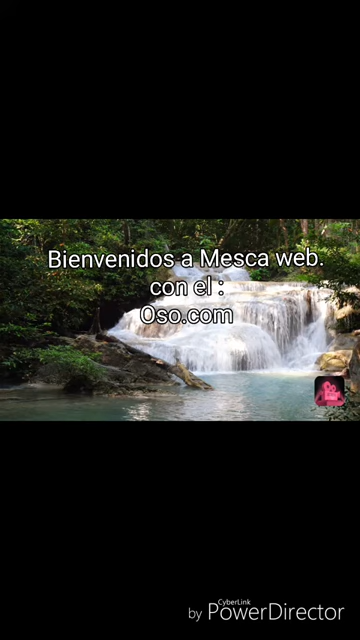 Bienvenidos a Mesca web.
con el :
Oso.com
CyberLink
by PowerDirector